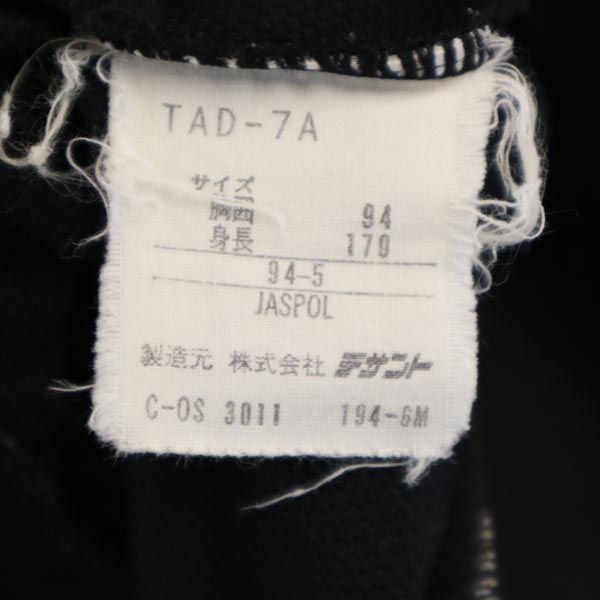 TAD-7A
サイズ
胸囲 94
身長 170
94-5
JASPOL
製造元 株式会社 デサント
C-OS 3011 194-6M